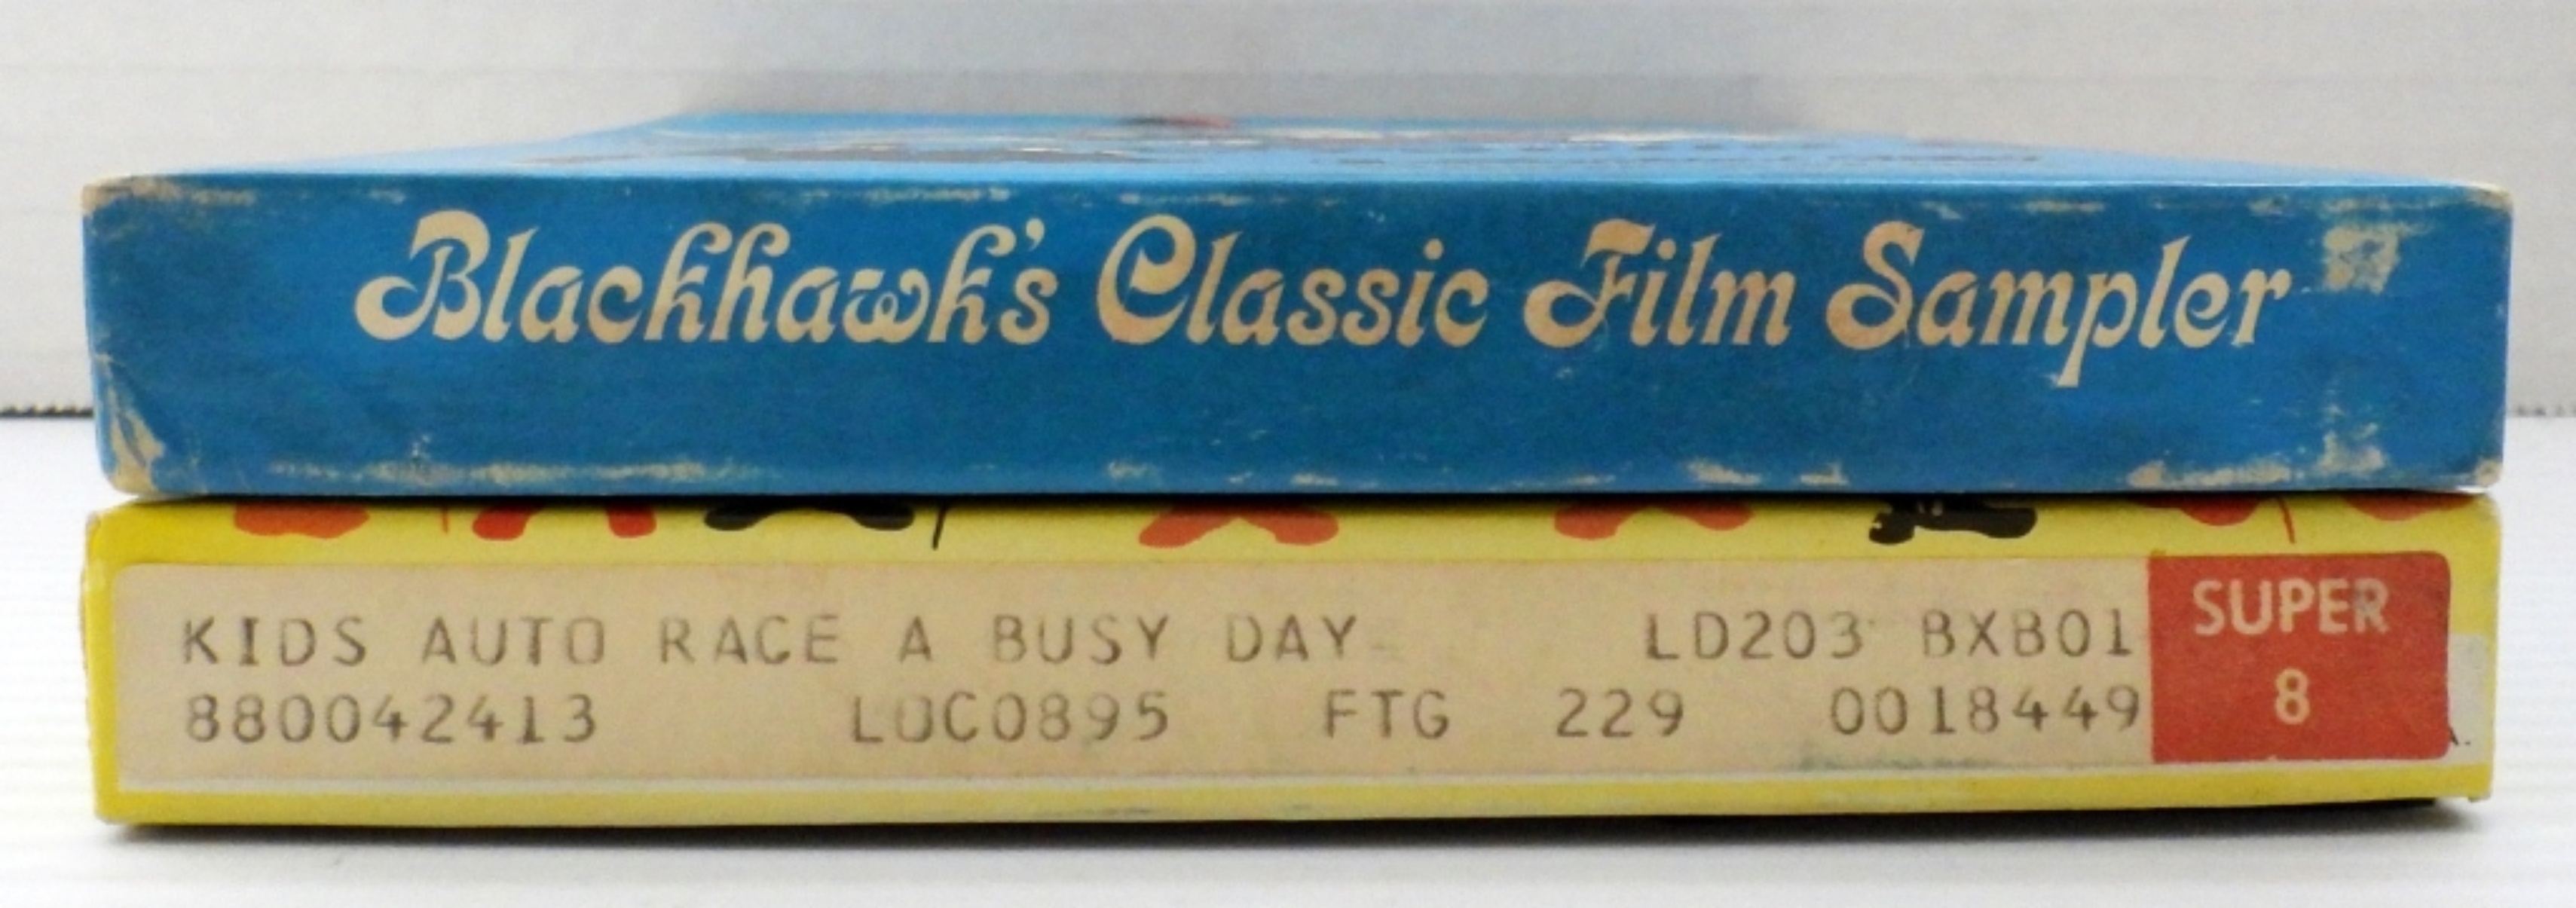 Blackhawk's Classic Film Sampler
KIDS AUTO RACE A BUSY DAY LD203 BXB01
880042413 LOC0895 FTG 229 0018449
SUPER
8